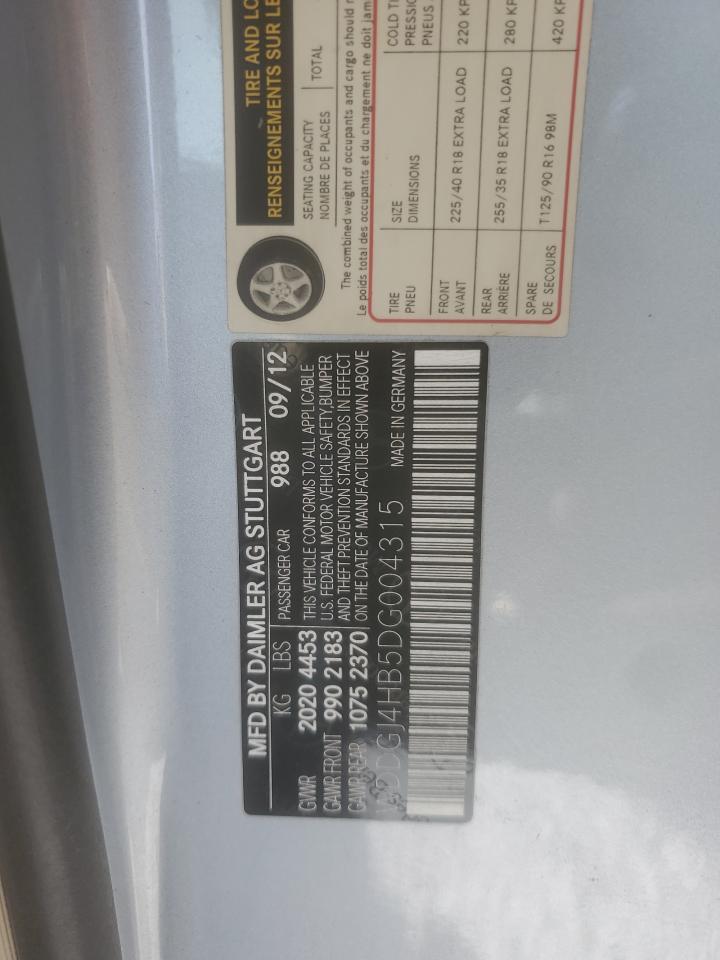 TIRE AND LO
RENSEIGNEMENTS SUR LE
SEATING CAPACITY
NOMBRE DE PLACES
TOTAL
The combined weight of occupants and cargo should
Le poids total des occupants et du chargement ne doit jam
TIRE
PNEU
SIZE
DIMENSIONS
COLD TI
PRESSIO
PNEUS
FRONT
AVANT
225/40 R18 EXTRA LOAD
220 KP
REAR
ARRIÈRE
255/35 R18 EXTRA LOAD
280 KP
SPARE
DE SECOURS
T125/90 R16 98M
420 KP
MFD BY DAIMLER AG STUTTGART
KG LBS PASSENGER CAR 988 09/12
GVWR 2020 4453
GAWR FRONT 990 2183
GAWR REAR 1075 2370
THIS VEHICLE CONFORMS TO ALL APPLICABLE
U.S. FEDERAL MOTOR VEHICLE SAFETY,BUMPER
AND THEFT PREVENTION STANDARDS IN EFFECT
ON THE DATE OF MANUFACTURE SHOWN ABOVE
DDGJ4HB5DG004315 MADE IN GERMANY